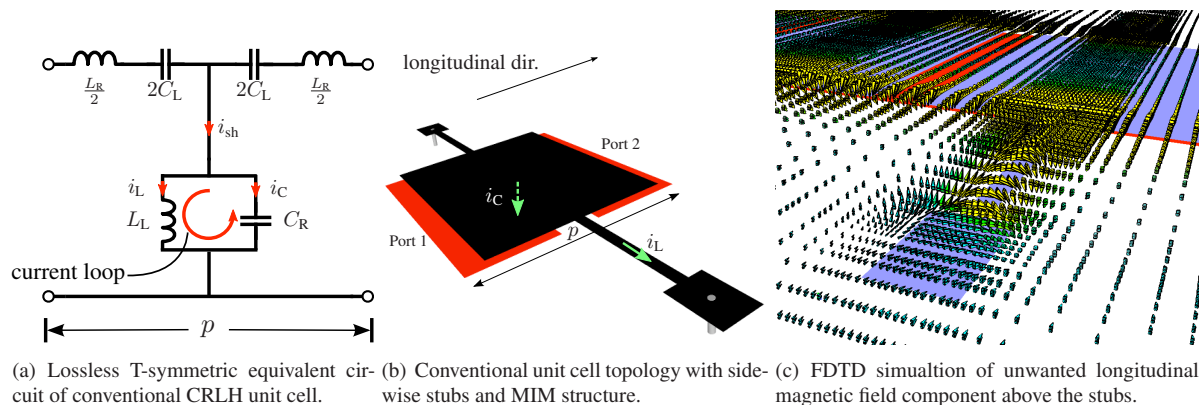 L_R/2
2C_L
2C_L
L_R/2
i_sh
i_L
i_C
L_L
C_R
current loop
p
longitudinal dir.
Port 2
i_C
Port 1
p
i_L
(a) Lossless T-symmetric equivalent cir-
cuit of conventional CRLH unit cell.
(b) Conventional unit cell topology with side-
wise stubs and MIM structure.
(c) FDTD simualtion of unwanted longitudinal
magnetic field component above the stubs.